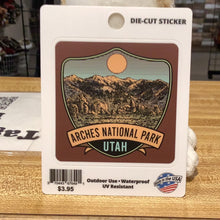 DIE-CUT STICKER
ARCHES NATIONAL PARK
UTAH
Outdoor Use • Waterproof
UV Resistant
$3.95